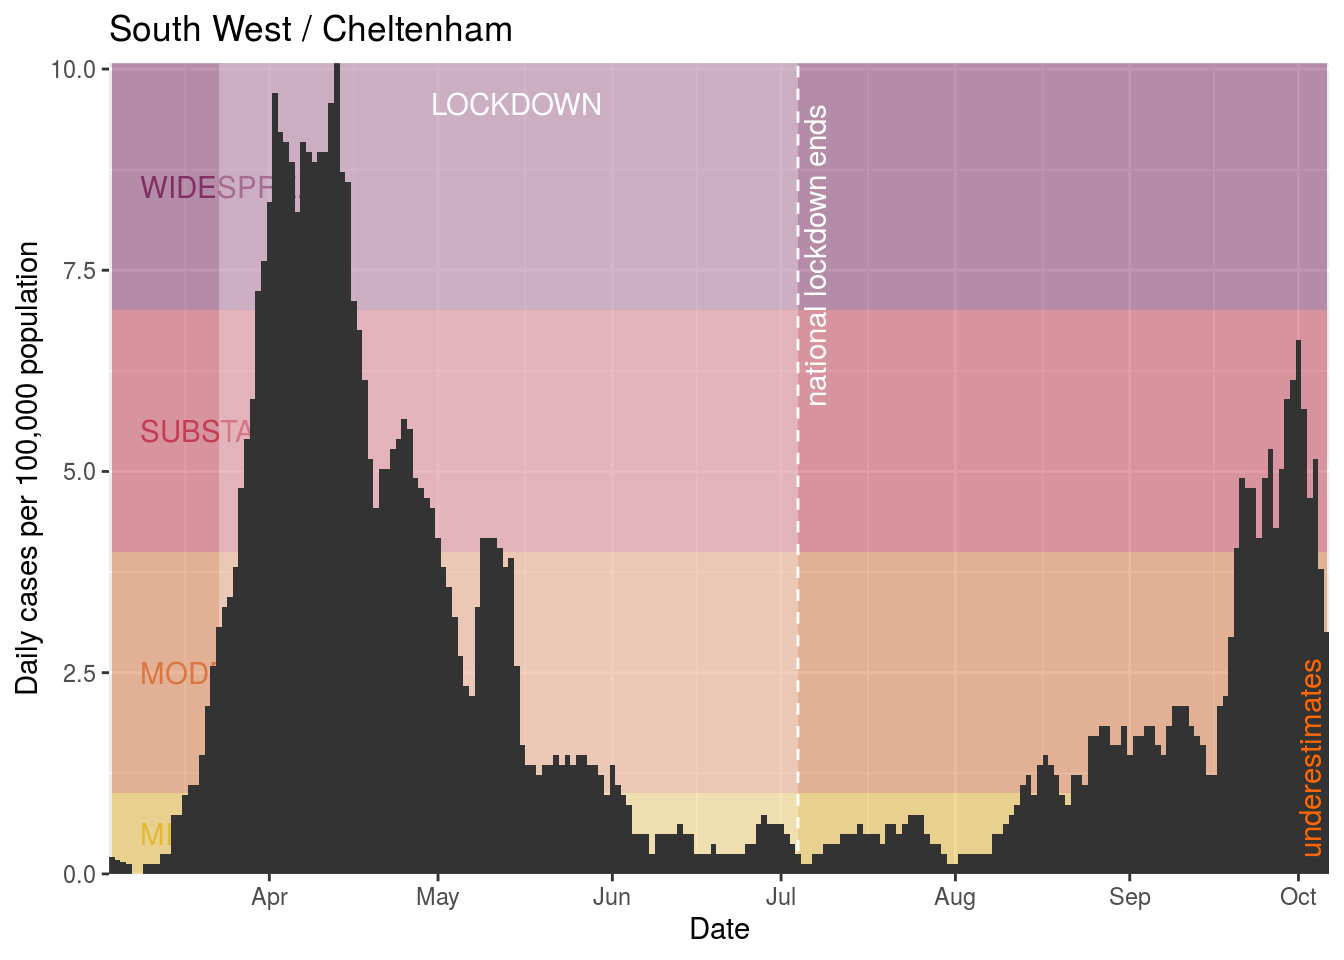 South West / Cheltenham
Daily cases per 100,000 population
10.0
7.5
5.0
2.5
0.0
LOCKDOWN
national lockdown ends
underestimates
Apr
May
Jun
Jul
Aug
Sep
Oct
Date